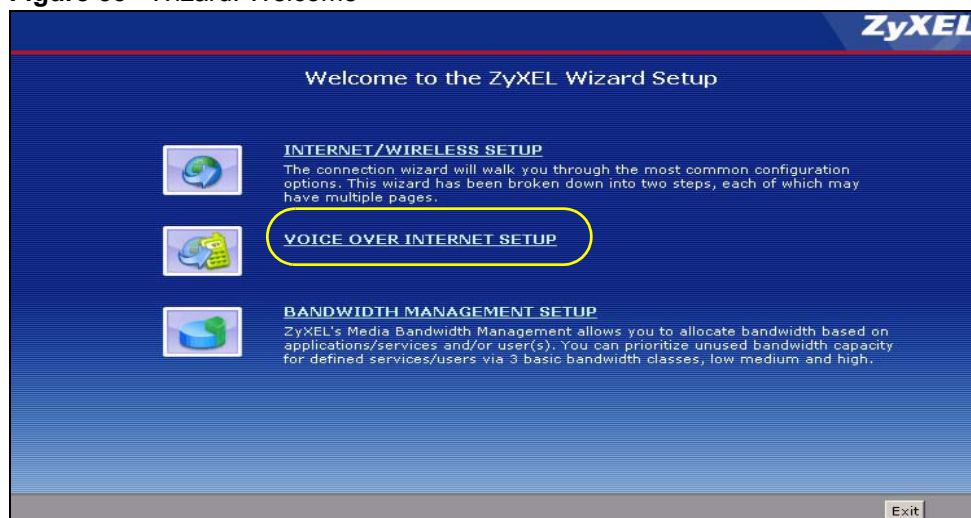 ZyXEL
Welcome to the ZyXEL Wizard Setup
INTERNET/WIRELESS SETUP
The connection wizard will walk you through the most common configuration
options. This wizard has been broken down into two steps, each of which may
have multiple pages.
VOICE OVER INTERNET SETUP
BANDWIDTH MANAGEMENT SETUP
ZyXEL's Media Bandwidth Management allows you to allocate bandwidth based on
applications/services and/or user(s). You can prioritize unused bandwidth capacity
for defined services/users via 3 basic bandwidth classes, low medium and high.
Exit